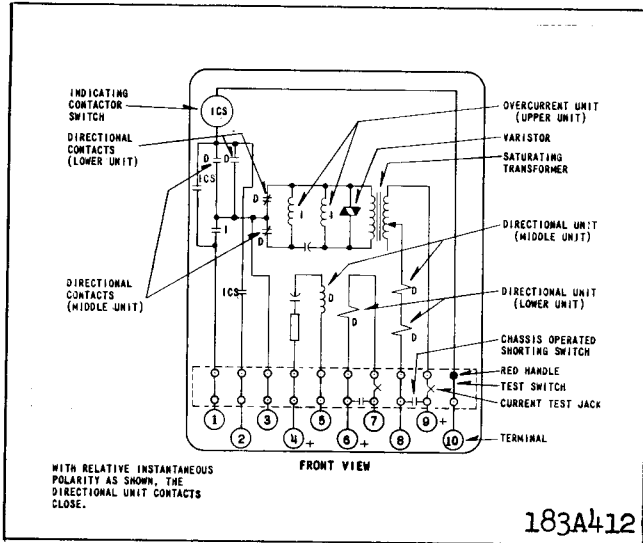 INDICATING
CONTACTOR
SWITCH
ICS
DIRECTIONAL
CONTACTS
(LOWER UNIT)
D
D
ICS
I
DIRECTIONAL
CONTACTS
(MIDDLE UNIT)
ICS
D
D
I
I
OVERCURRENT UNIT
(UPPER UNIT)
VARISTOR
SATURATING
TRANSFORMER
DIRECTIONAL UNIT
(MIDDLE UNIT)
D
D
D
D
DIRECTIONAL UNIT
(LOWER UNIT)
CHASSIS OPERATED
SHORTING SWITCH
RED HANDLE
TEST SWITCH
CURRENT TEST JACK
TERMINAL
1
2
3
4 +
5
6 +
7
8
9 +
10
FRONT VIEW
WITH RELATIVE INSTANTANEOUS
POLARITY AS SHOWN, THE
DIRECTIONAL UNIT CONTACTS
CLOSE.
183A412